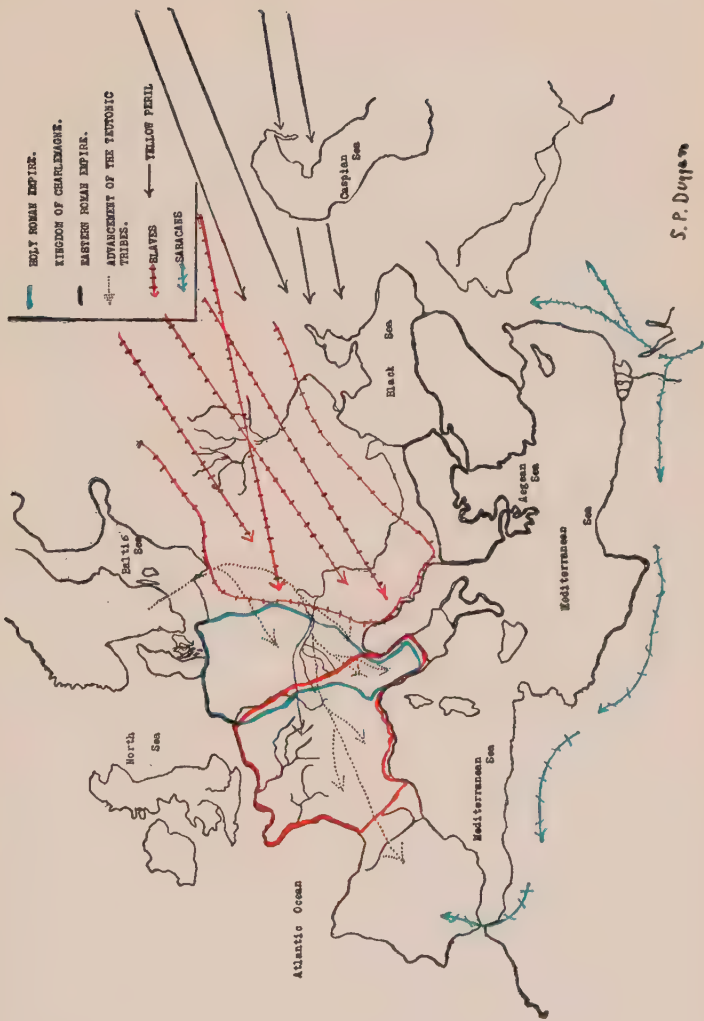 HOLY ROMAN EMPIRE.
KINGDOM OF CHARLEMAGNE.
EASTERN ROMAN EMPIRE.
ADVANCEMENT OF THE TEUTONIC
TRIBES.
SLAVES
YELLOW PERIL
SARACANS
Caspian
Sea
Baltic
Sea
North
Sea
Black Sea
Aegean
Sea
Mediterranean
Sea
Mediterranean
Sea
Atlantic Ocean
S.P. Duggan